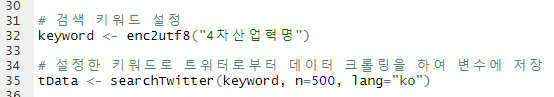 30
31 # 검색 키워드 설정
32 keyword <- enc2utf8("4차산업혁명")
33
34 # 설정한 키워드로 트위터로부터 데이터 크롤링을 하여 변수에 저장
35 tData <- searchTwitter(keyword, n=500, lang="ko")
36